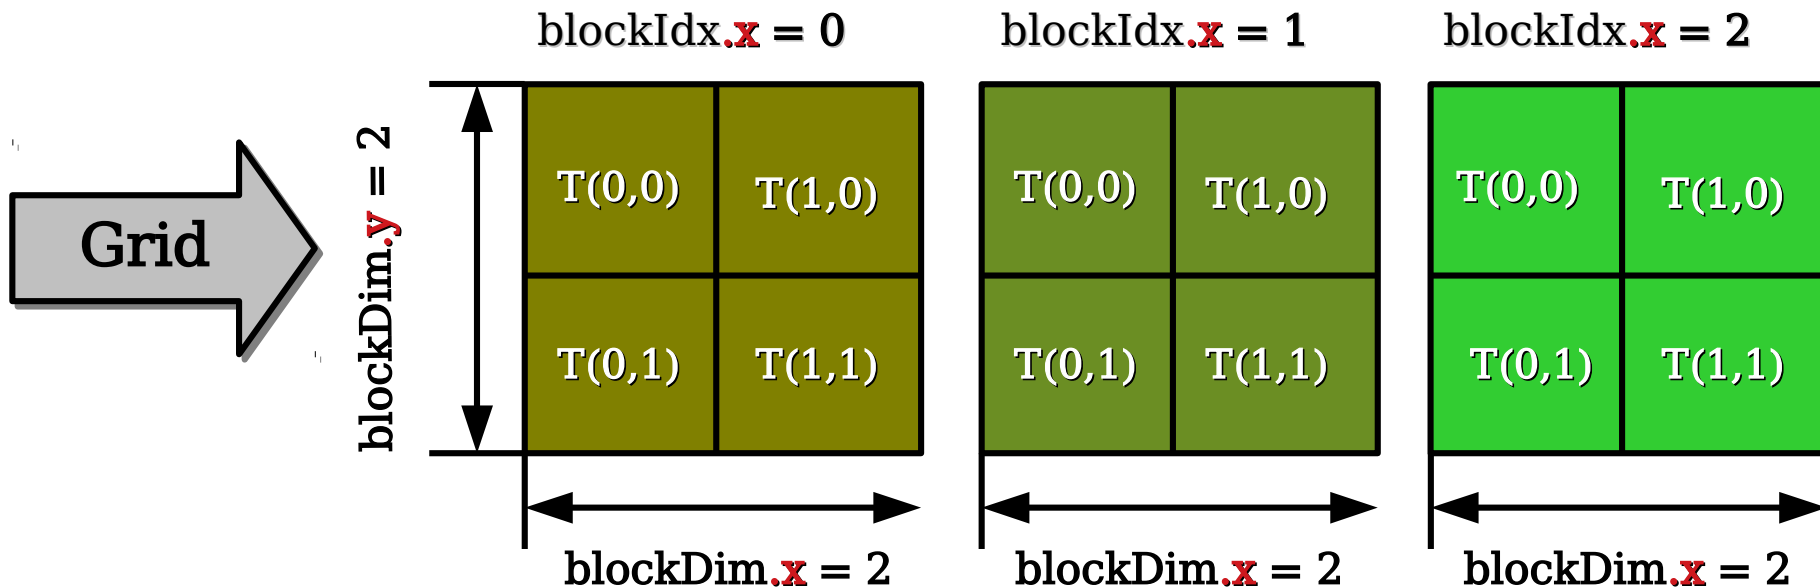 blockIdx.x = 0
blockIdx.x = 1
blockIdx.x = 2
Grid
blockDim.y = 2
T(0,0)
T(1,0)
T(0,1)
T(1,1)
T(0,0)
T(1,0)
T(0,1)
T(1,1)
T(0,0)
T(1,0)
T(0,1)
T(1,1)
blockDim.x = 2
blockDim.x = 2
blockDim.x = 2